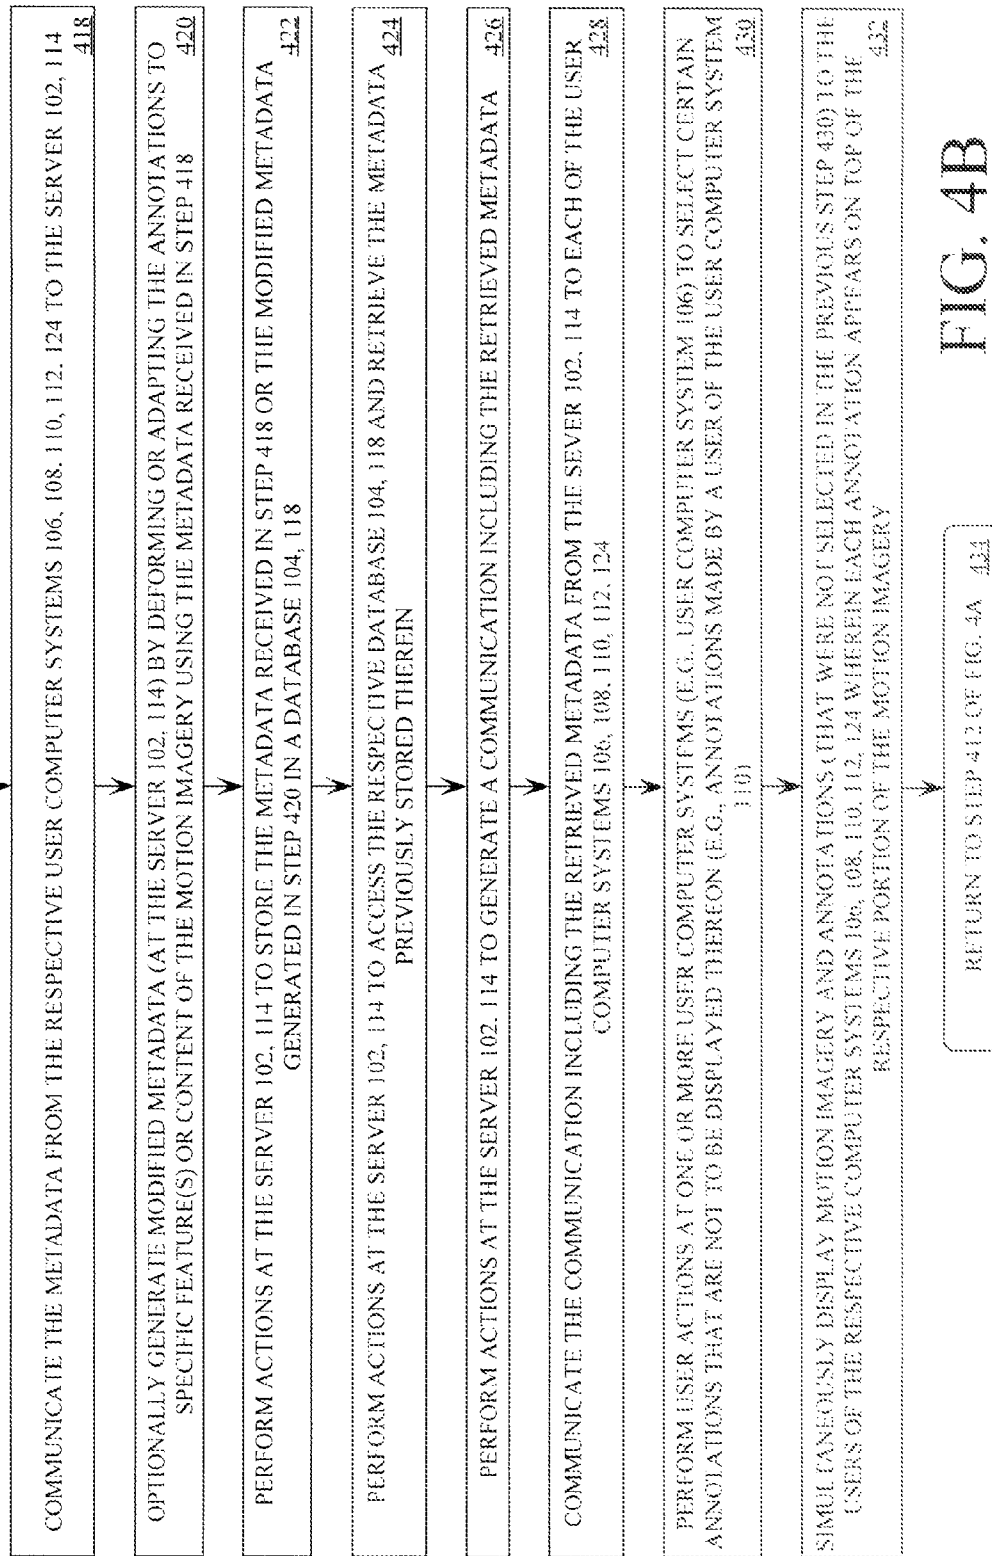 COMMUNICATE THE METADATA FROM THE RESPECTIVE USER COMPUTER SYSTEMS 106, 108, 110, 112, 124 TO THE SERVER 102, 114
418
OPTIONALLY GENERATE MODIFIED METADATA (AT THE SERVER 102, 114) BY DEFORMING OR ADAPTING THE ANNOTATIONS TO
SPECIFIC FEATURE(S) OR CONTENT OF THE MOTION IMAGERY USING THE METADATA RECEIVED IN STEP 418
420
PERFORM ACTIONS AT THE SERVER 102, 114 TO STORE THE METADATA RECEIVED IN STEP 418 OR THE MODIFIED METADATA
GENERATED IN STEP 420 IN A DATABASE 104, 118
422
PERFORM ACTIONS AT THE SERVER 102, 114 TO ACCESS THE RESPECTIVE DATABASE 104, 118 AND RETRIEVE THE METADATA
PREVIOUSLY STORED THEREIN
424
PERFORM ACTIONS AT THE SERVER 102, 114 TO GENERATE A COMMUNICATION INCLUDING THE RETRIEVED METADATA
426
COMMUNICATE THE COMMUNICATION INCLUDING THE RETRIEVED METADATA FROM THE SEVER 102, 114 TO EACH OF THE USER
COMPUTER SYSTEMS 106, 108, 110, 112, 124
428
PERFORM USER ACTIONS AT ONE OR MORE USER COMPUTER SYSTEMS (E.G., USER COMPUTER SYSTEM 106) TO SELECT CERTAIN
ANNOTATIONS THAT ARE NOT TO BE DISPLAYED THEREON (E.G., ANNOTATIONS MADE BY A USER OF THE USER COMPUTER SYSTEM
110)
430
SIMULTANEOUSLY DISPLAY MOTION IMAGERY AND ANNOTATIONS (THAT WERE NOT SELECTED IN THE PREVIOUS STEP 430) TO THE
USERS OF THE RESPECTIVE COMPUTER SYSTEMS 106, 108, 110, 112, 124 WHEREIN EACH ANNOTATION APPEARS ON TOP OF THE
RESPECTIVE PORTION OF THE MOTION IMAGERY
432
RETURN TO STEP 412 OF FIG. 4A 434
FIG. 4B